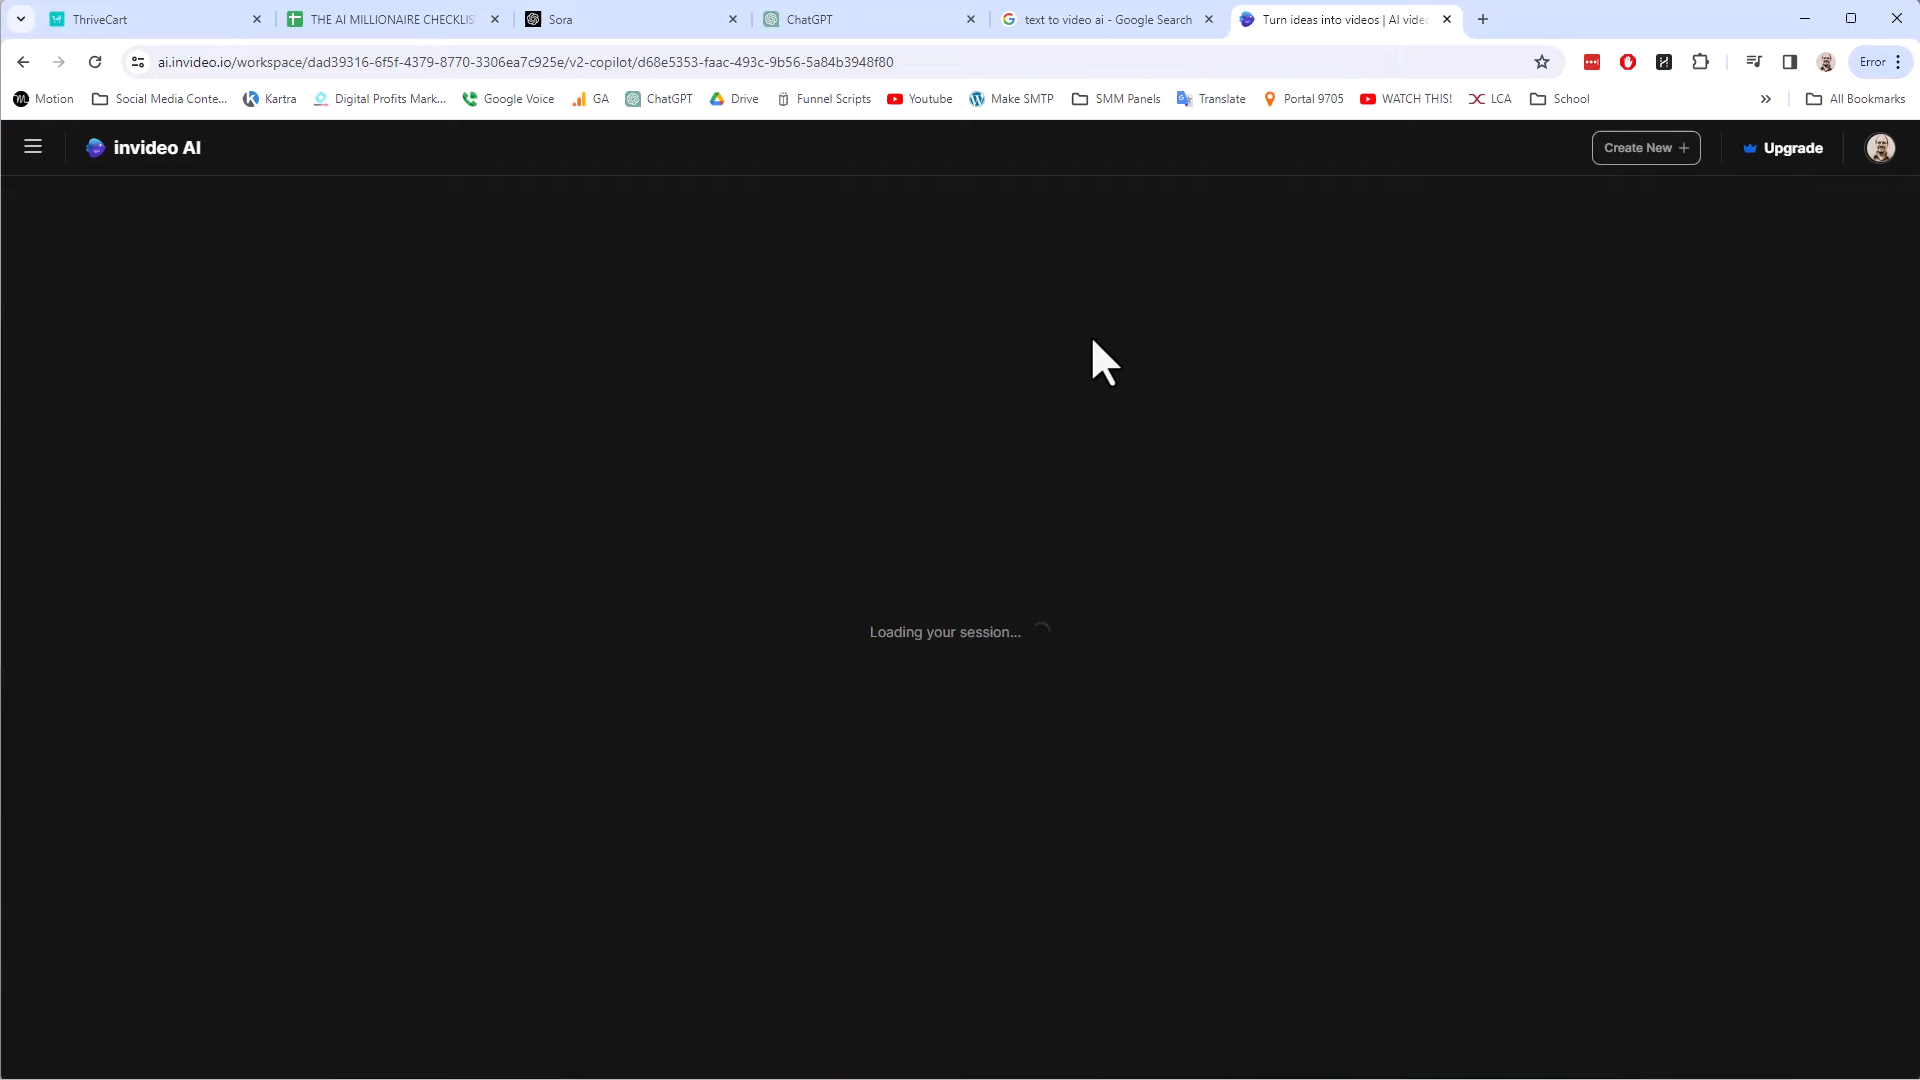 ThriveCart
THE AI MILLIONAIRE CHECKLIS
Sora
ChatGPT
text to video ai - Google Search
Turn ideas into videos | AI vide
ai.invideo.io/workspace/dad39316-6f5f-4379-8770-3306ea7c925e/v2-copilot/d68e5353-faac-493c-9b56-5a84b3948f80
Error
Motion
Social Media Conte...
Kartra
Digital Profits Mark...
Google Voice
GA
ChatGPT
Drive
Funnel Scripts
Youtube
Make SMTP
SMM Panels
Translate
Portal 9705
WATCH THIS!
LCA
School
All Bookmarks
invideo AI
Create New
Upgrade
Loading your session...